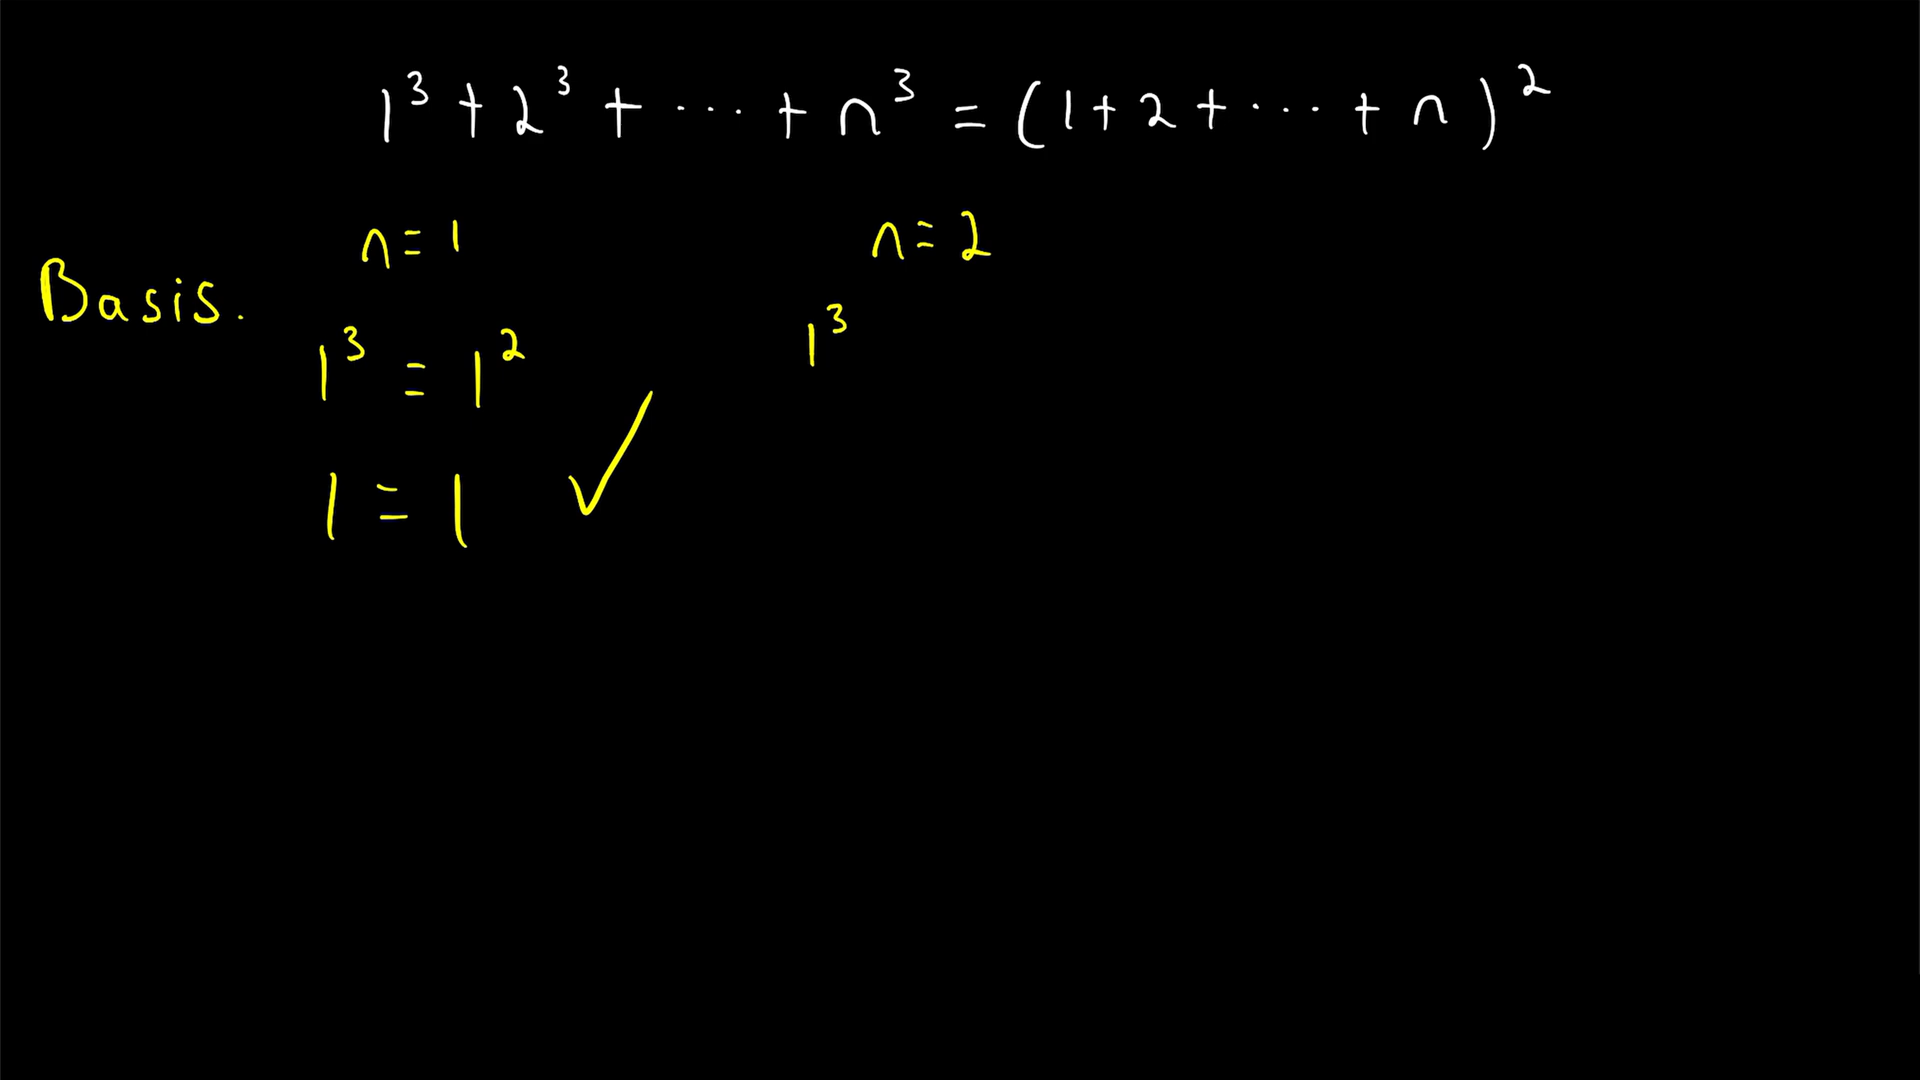 1³ + 2³ + ··· + n³ = (1 + 2 + ··· + n)²
n = 1
n = 2
Basis.
1³ = 1²
1³
1 = 1 ✓